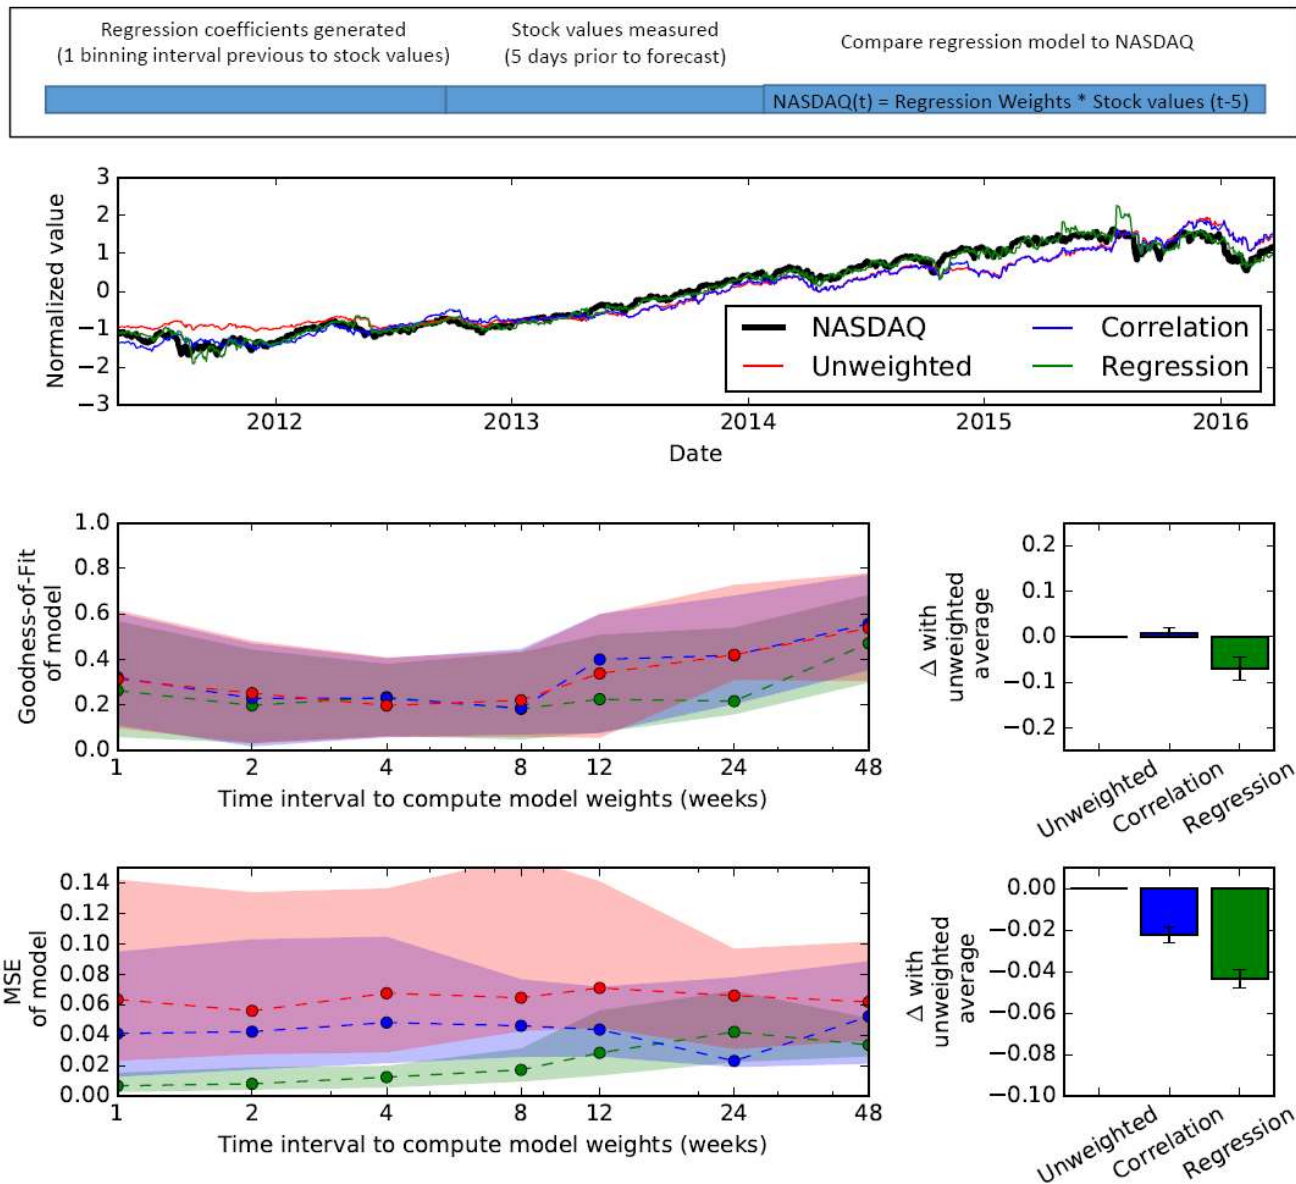 Regression coefficients generated
(1 binning interval previous to stock values)
Stock values measured
(5 days prior to forecast)
Compare regression model to NASDAQ
NASDAQ(t) = Regression Weights * Stock values (t-5)
Normalized value
3
2
1
0
−1
−2
−3
NASDAQ
Unweighted
Correlation
Regression
2012
2013
2014
2015
2016
Date
Goodness-of-Fit
of model
1.0
0.8
0.6
0.4
0.2
0.0
1
2
4
8
12
24
48
Time interval to compute model weights (weeks)
Δ with
unweighted
average
0.2
0.1
0.0
−0.1
−0.2
Unweighted
Correlation
Regression
MSE
of model
0.14
0.12
0.10
0.08
0.06
0.04
0.02
0.00
1
2
4
8
12
24
48
Time interval to compute model weights (weeks)
Δ with
unweighted
average
0.00
−0.02
−0.04
−0.06
−0.08
−0.10
Unweighted
Correlation
Regression